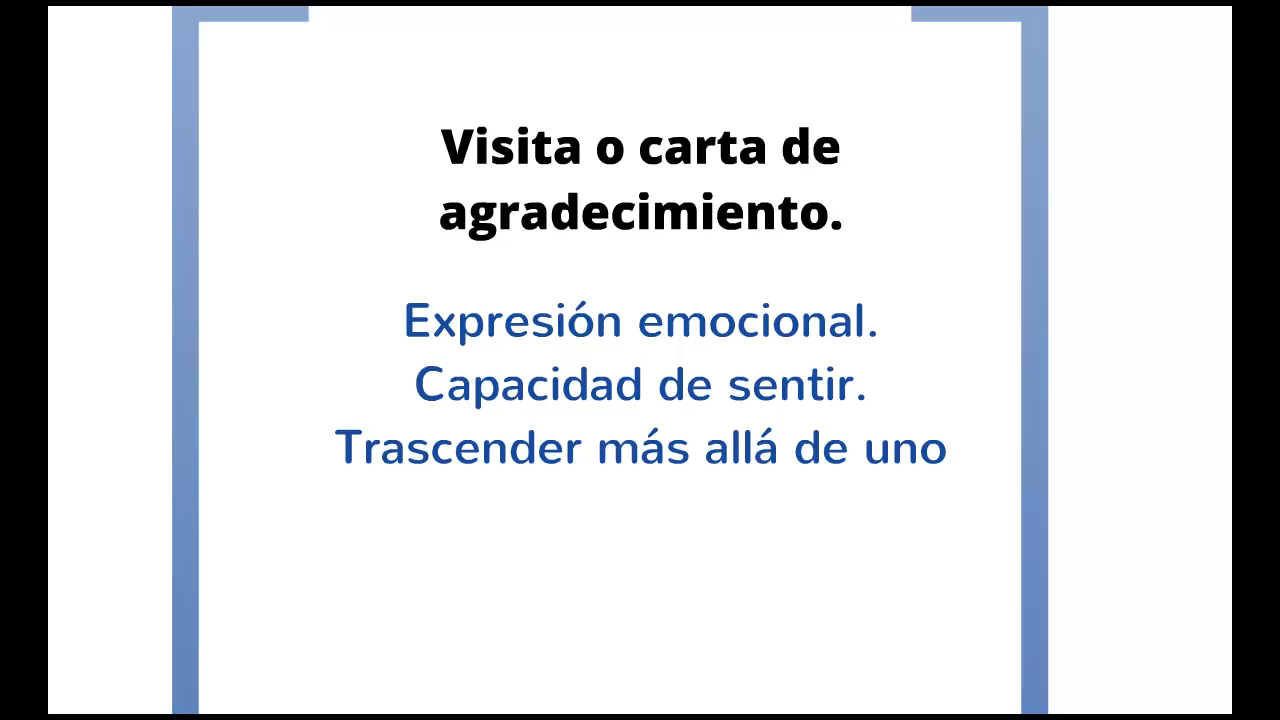 Visita o carta de
agradecimiento.
Expresión emocional.
Capacidad de sentir.
Trascender más allá de uno